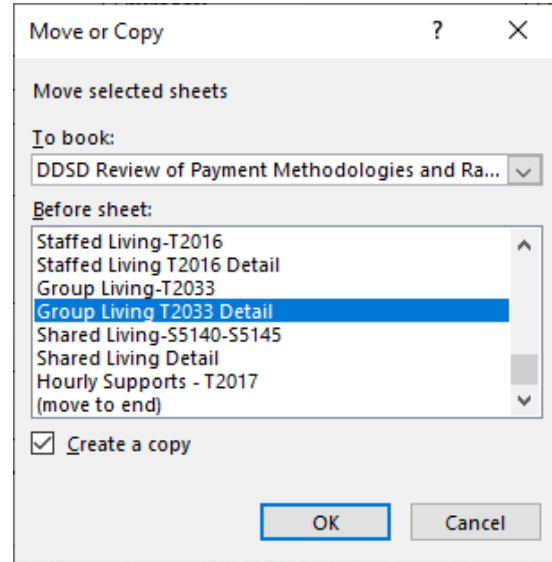 Move or Copy ?
Move selected sheets
To book:
DDSD Review of Payment Methodologies and Ra...
Before sheet:
Staffed Living-T2016
Staffed Living T2016 Detail
Group Living-T2033
Group Living T2033 Detail
Shared Living-S5140-S5145
Shared Living Detail
Hourly Supports - T2017
(move to end)
Create a copy
OK Cancel